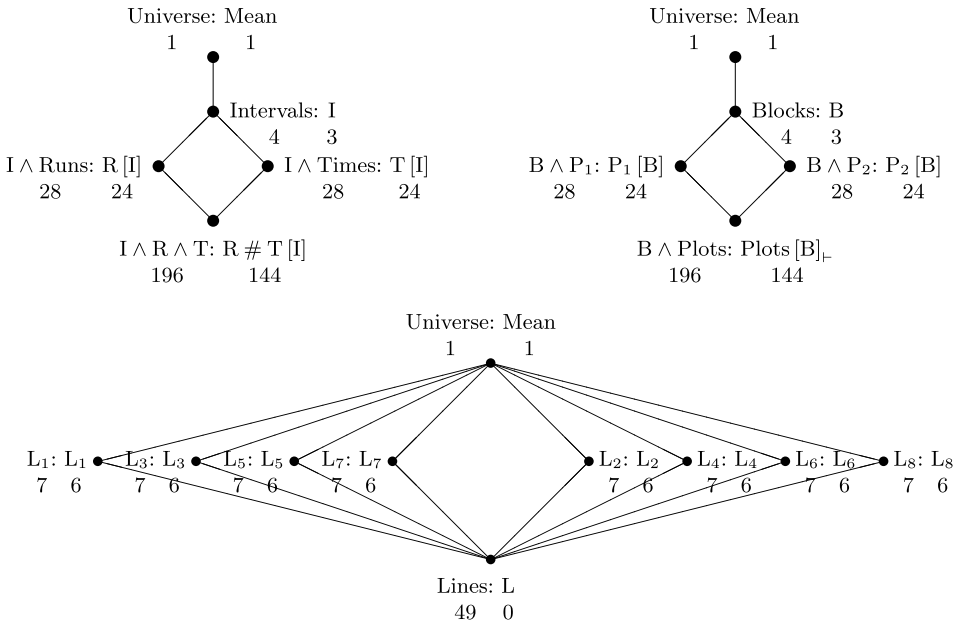 Universe: Mean
1 1
Intervals: I
4 3
I ∧ Runs: R [I]
28 24
I ∧ Times: T [I]
28 24
I ∧ R ∧ T: R # T [I]
196 144
Universe: Mean
1 1
Blocks: B
4 3
B ∧ P₁: P₁ [B]
28 24
B ∧ P₂: P₂ [B]
28 24
B ∧ Plots: Plots [B]⊢
196 144
Universe: Mean
1 1
L₁: L₁ L₃: L₃ L₅: L₅ L₇: L₇ L₂: L₂ L₄: L₄ L₆: L₆ L₈: L₈
7 6 7 6 7 6 7 6 7 6 7 6 7 6 7 6
Lines: L
49 0